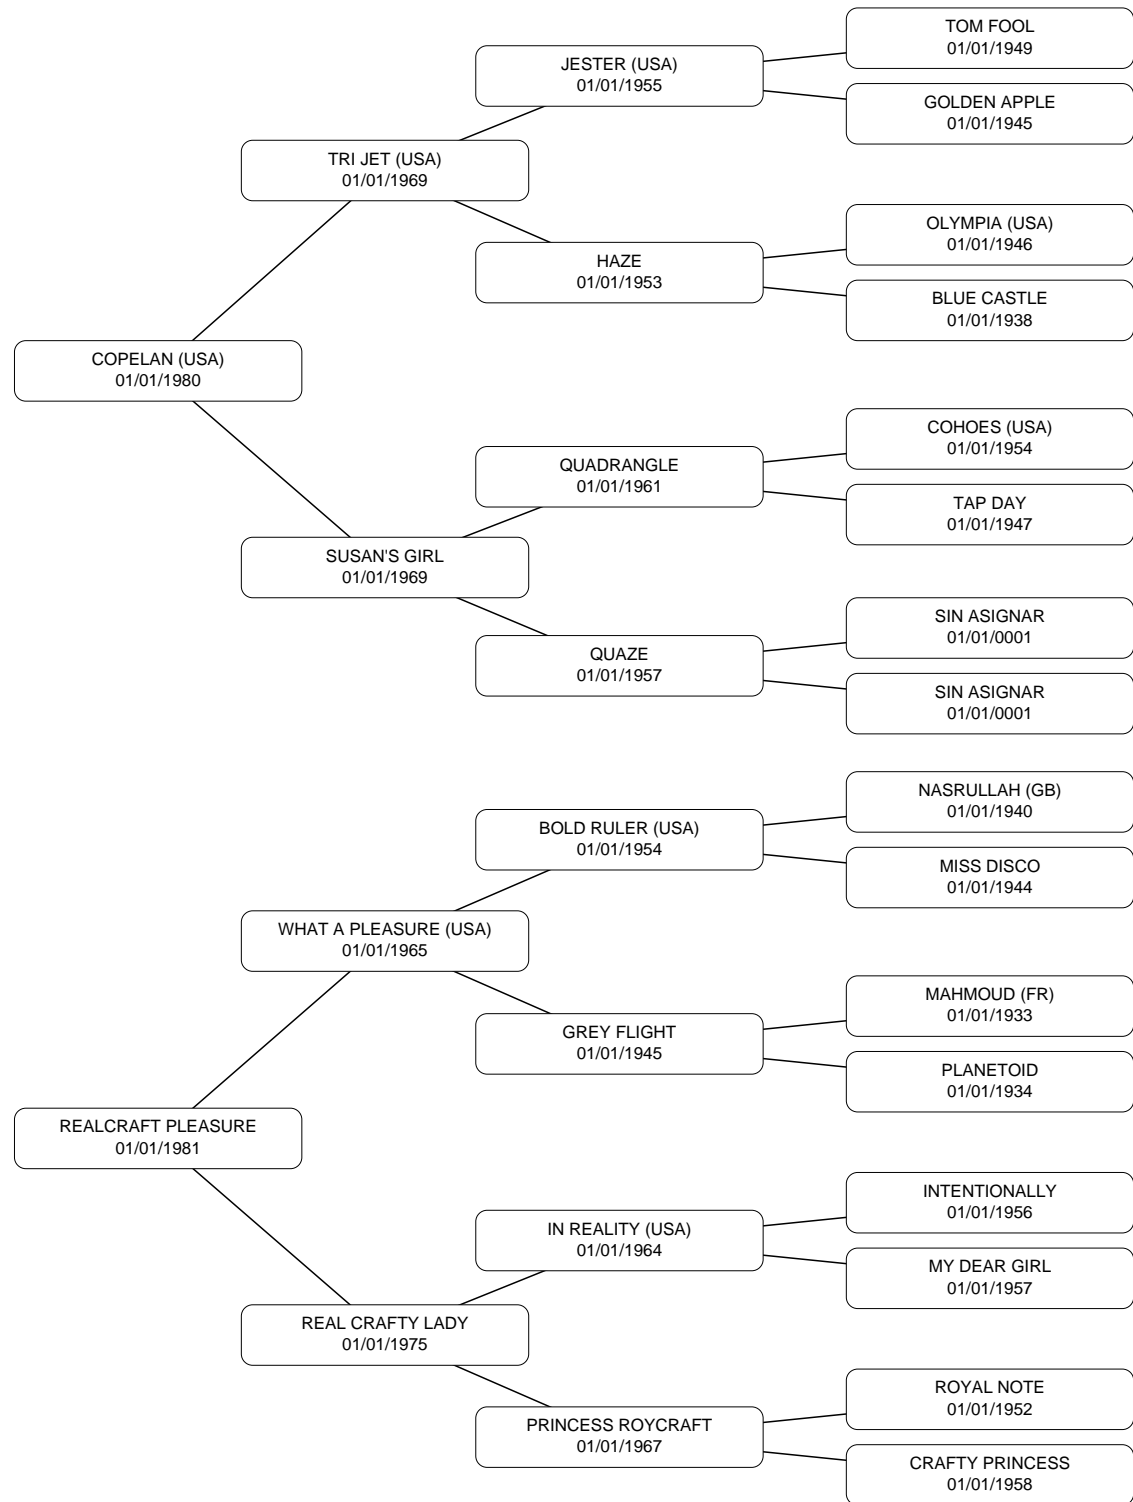 TOM FOOL
01/01/1949
JESTER (USA)
01/01/1955
GOLDEN APPLE
01/01/1945
TRI JET (USA)
01/01/1969
OLYMPIA (USA)
01/01/1946
HAZE
01/01/1953
BLUE CASTLE
01/01/1938
COPELAN (USA)
01/01/1980
COHOES (USA)
01/01/1954
QUADRANGLE
01/01/1961
TAP DAY
01/01/1947
SUSAN'S GIRL
01/01/1969
SIN ASIGNAR
01/01/0001
QUAZE
01/01/1957
SIN ASIGNAR
01/01/0001
NASRULLAH (GB)
01/01/1940
BOLD RULER (USA)
01/01/1954
MISS DISCO
01/01/1944
WHAT A PLEASURE (USA)
01/01/1965
MAHMOUD (FR)
01/01/1933
GREY FLIGHT
01/01/1945
PLANETOID
01/01/1934
REALCRAFT PLEASURE
01/01/1981
INTENTIONALLY
01/01/1956
IN REALITY (USA)
01/01/1964
MY DEAR GIRL
01/01/1957
REAL CRAFTY LADY
01/01/1975
ROYAL NOTE
01/01/1952
PRINCESS ROYCRAFT
01/01/1967
CRAFTY PRINCESS
01/01/1958